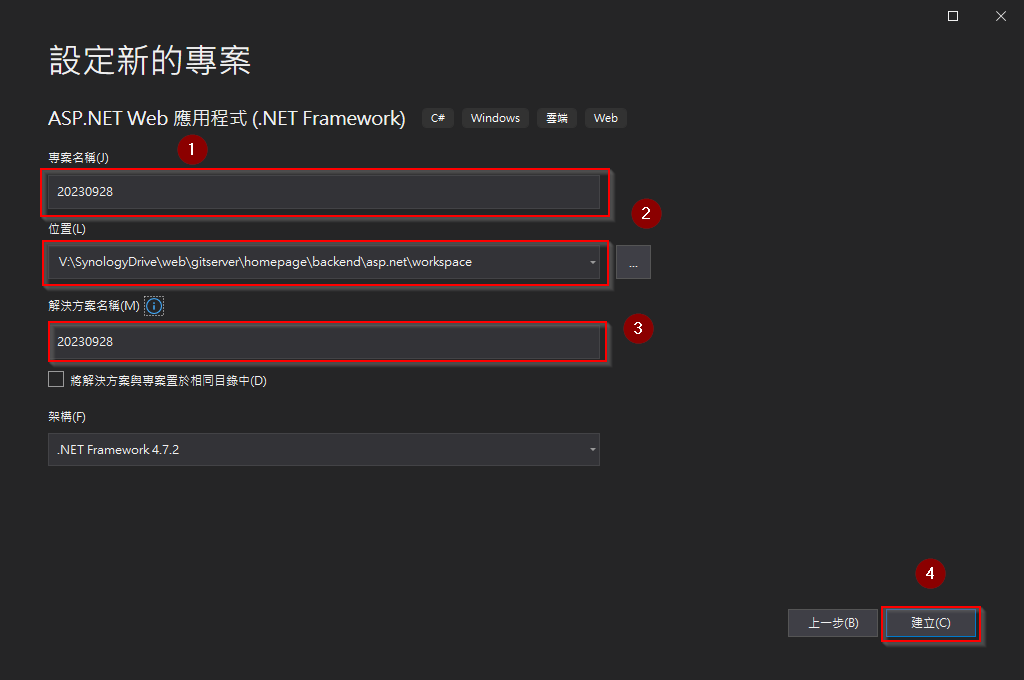 設定新的專案
ASP.NET Web 應用程式 (.NET Framework) C# Windows 雲端 Web
1
專案名稱(J)
20230928
2
位置(L)
V:\SynologyDrive\web\gitserver\homepage\backend\asp.net\workspace ...
解決方案名稱(M)
3
20230928
將解決方案與專案置於相同目錄中(D)
架構(F)
.NET Framework 4.7.2
4
上一步(B) 建立(C)